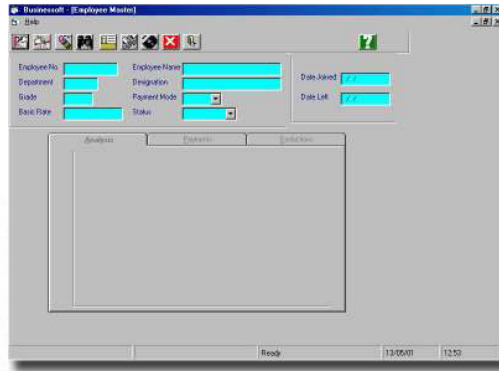 Businessoft - [Employee Master]
Help
Employee No
Employee Name
Department
Designation
Grade
Payment Mode
Basic Rate
Status
Date Joined / /
Date Left / /
Analysis
Payments
Deductions
Ready
13/05/01
12:53